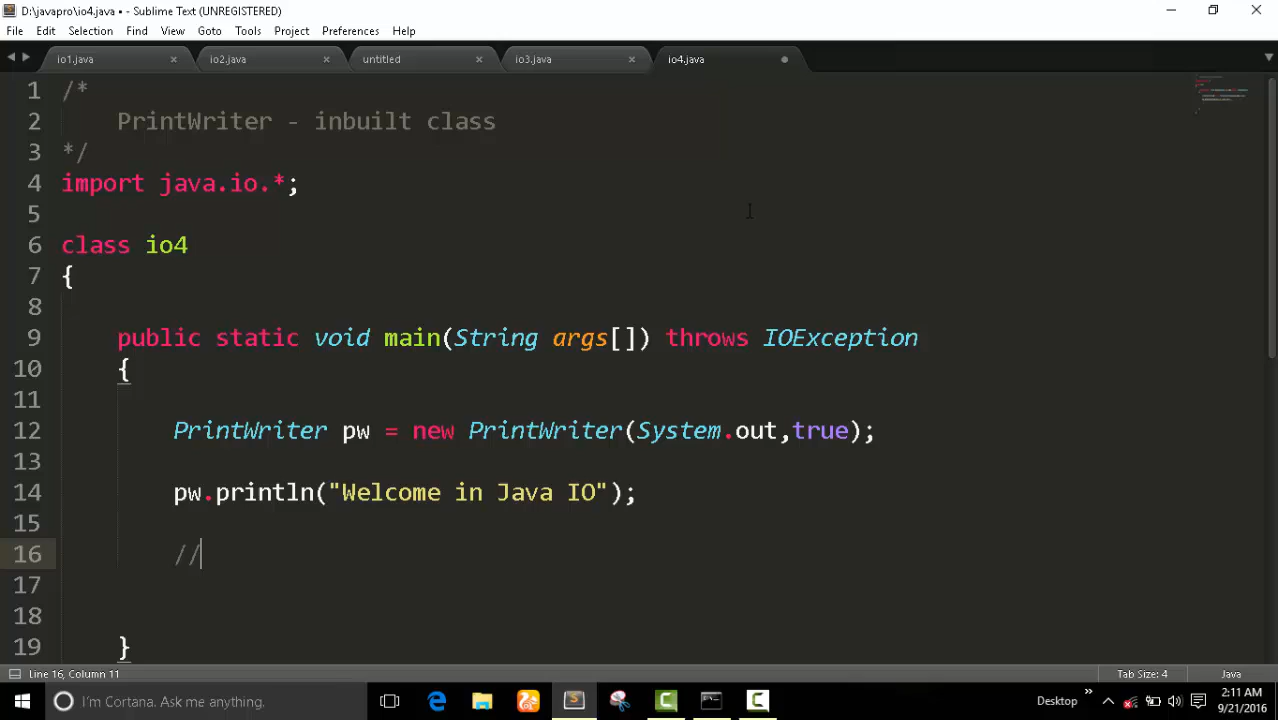 D:\javapro\io4.java • - Sublime Text (UNREGISTERED)
File Edit Selection Find View Goto Tools Project Preferences Help
io1.java io2.java untitled io3.java io4.java
1 /*
2 PrintWriter - inbuilt class
3 */
4 import java.io.*;
5
6 class io4
7 {
8
9 public static void main(String args[]) throws IOException
10 {
11
12 PrintWriter pw = new PrintWriter(System.out,true);
13
14 pw.println("Welcome in Java IO");
15
16 //
17
18
19 }
Line 16, Column 11 Tab Size: 4 Java
I'm Cortana. Ask me anything. Desktop 2:11 AM
9/21/2016